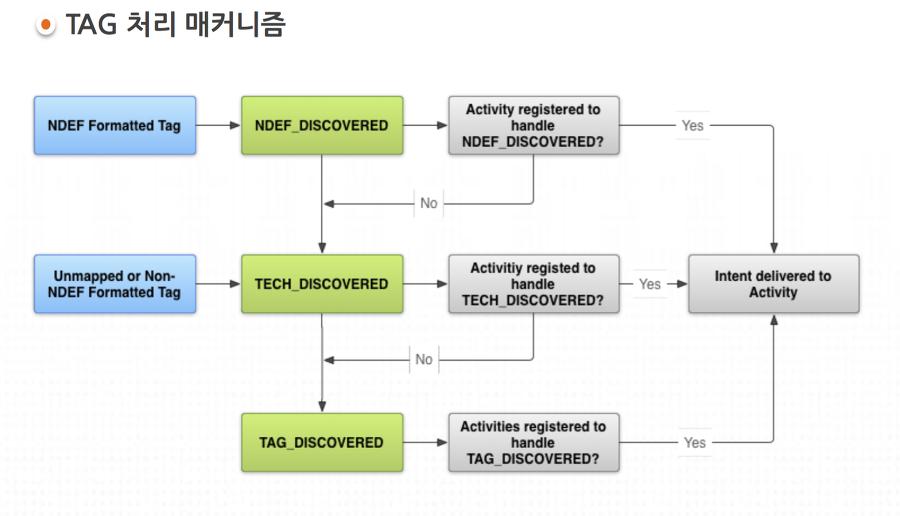 TAG 처리 매커니즘
NDEF Formatted Tag
NDEF_DISCOVERED
Activity registered to
handle
NDEF_DISCOVERED?
Yes
No
Unmapped or Non-
NDEF Formatted Tag
TECH_DISCOVERED
Activitiy registed to
handle
TECH_DISCOVERED?
Yes
Intent delivered to
Activity
No
TAG_DISCOVERED
Activities registered to
handle
TAG_DISCOVERED?
Yes